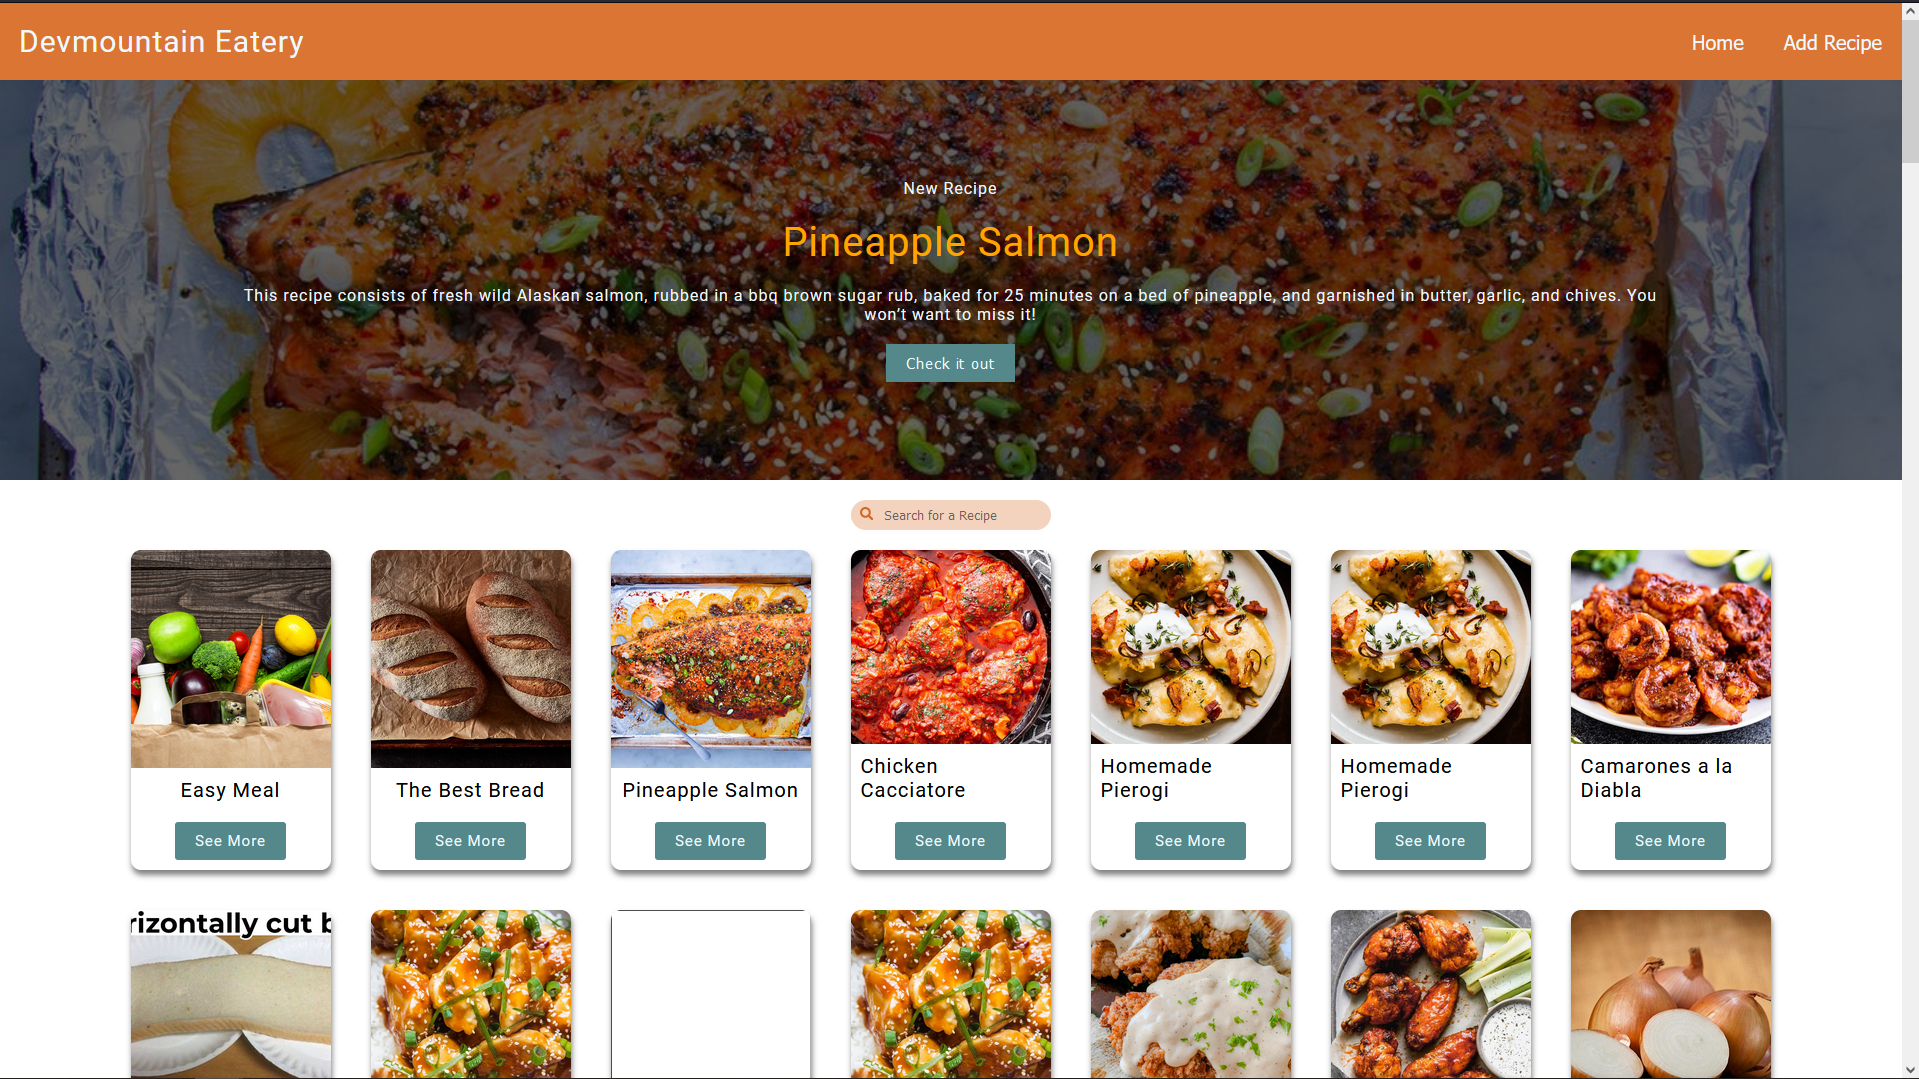 Devmountain Eatery
Home
Add Recipe
New Recipe
Pineapple Salmon
This recipe consists of fresh wild Alaskan salmon, rubbed in a bbq brown sugar rub, baked for 25 minutes on a bed of pineapple, and garnished in butter, garlic, and chives. You
won’t want to miss it!
Check it out
Search for a Recipe
Easy Meal
The Best Bread
Pineapple Salmon
Chicken
Cacciatore
Homemade
Pierogi
Homemade
Pierogi
Camarones a la
Diabla
See More
See More
See More
See More
See More
See More
See More
rizontally cut b